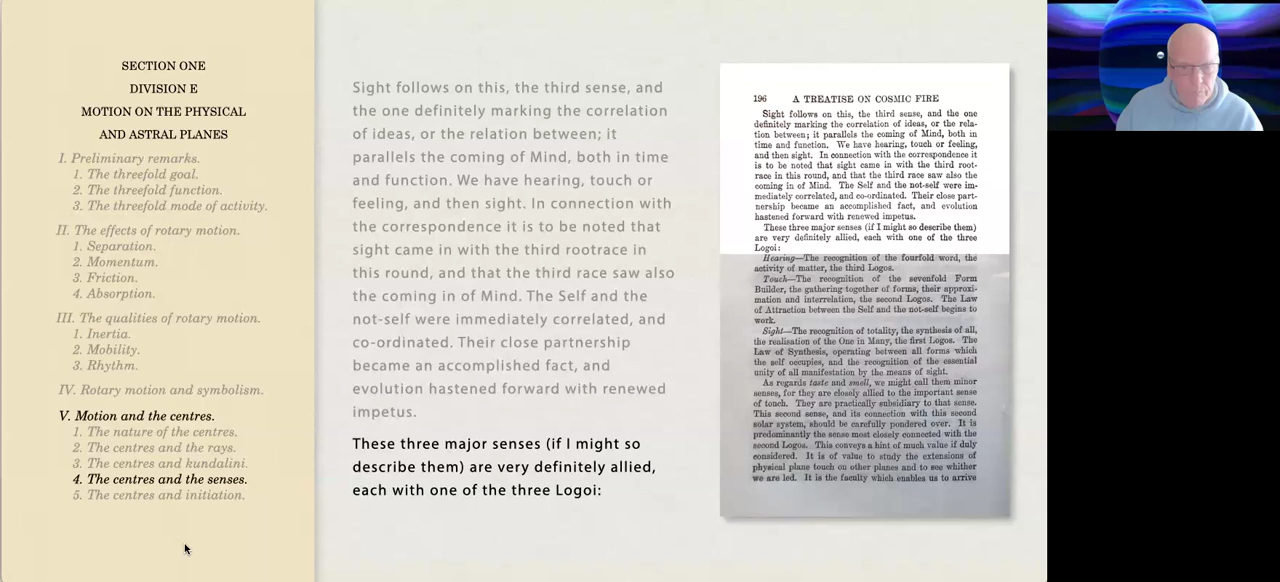 SECTION ONE
DIVISION E
MOTION ON THE PHYSICAL
AND ASTRAL PLANES
I. Preliminary remarks.
1. The threefold goal.
2. The threefold function.
3. The threefold mode of activity.
II. The effects of rotary motion.
1. Separation.
2. Momentum.
3. Friction.
4. Absorption.
III. The qualities of rotary motion.
1. Inertia.
2. Mobility.
3. Rhythm.
IV. Rotary motion and symbolism.
V. Motion and the centres.
1. The nature of the centres.
2. The centres and the rays.
3. The centres and kundalini.
4. The centres and the senses.
5. The centres and initiation.
Sight follows on this, the third sense, and
the one definitely marking the correlation
of ideas, or the relation between; it
parallels the coming of Mind, both in time
and function. We have hearing, touch or
feeling, and then sight. In connection with
the correspondence it is to be noted that
sight came in with the third rootrace in
this round, and that the third race saw also
the coming in of Mind. The Self and the
not-self were immediately correlated, and
co-ordinated. Their close partnership
became an accomplished fact, and
evolution hastened forward with renewed
impetus.
These three major senses (if I might so
describe them) are very definitely allied,
each with one of the three Logoi:
196 A TREATISE ON COSMIC FIRE
Sight follows on this, the third sense, and the one
definitely marking the correlation of ideas, or the rela-
tion between; it parallels the coming of Mind, both in
time and function. We have hearing, touch or feeling,
and then sight. In connection with the correspondence it
is to be noted that sight came in with the third root-
race in this round, and that the third race saw also the
coming in of Mind. The Self and the not-self were im-
mediately correlated, and co-ordinated. Their close part-
nership became an accomplished fact, and evolution
hastened forward with renewed impetus.
These three major senses (if I might so describe them)
are very definitely allied, each with one of the three
Logoi:
Hearing—The recognition of the fourfold word, the
activity of matter, the third Logos.
Touch—The recognition of the sevenfold Form
Builder, the gathering together of forms, their approxi-
mation and interrelation, the second Logos. The Law
of Attraction between the Self and the not-self begins to
work.
Sight—The recognition of totality, the synthesis of all,
the realisation of the One in Many, the first Logos. The
Law of Synthesis, operating between all forms which
the self occupies, and the recognition of the essential
unity of all manifestation by the means of sight.
As regards taste and smell, we might call them minor
senses, for they are closely allied to the important sense
of touch. They are practically subsidiary to that sense.
This second sense, and its connection with this second
solar system, should be carefully pondered over. It is
predominantly the sense most closely connected with the
second Logos. This conveys a hint of much value if duly
considered. It is of value to study the extensions of
physical plane touch on other planes and to see whither
we are led. It is the faculty which enables us to arrive